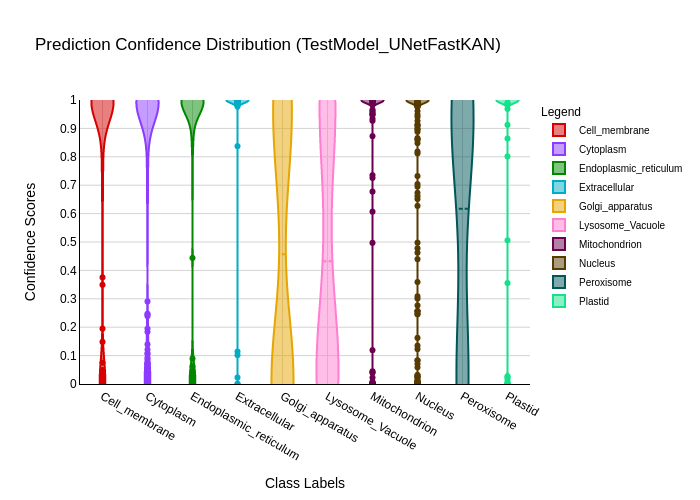 Prediction Confidence Distribution (TestModel_UNetFastKAN)
Legend
Cell_membrane
Cytoplasm
Endoplasmic_reticulum
Extracellular
Golgi_apparatus
Lysosome_Vacuole
Mitochondrion
Nucleus
Peroxisome
Plastid
Confidence Scores
1
0.9
0.8
0.7
0.6
0.5
0.4
0.3
0.2
0.1
0
Cell_membrane
Cytoplasm
Endoplasmic_reticulum
Extracellular
Golgi_apparatus
Lysosome_Vacuole
Mitochondrion
Nucleus
Peroxisome
Plastid
Class Labels